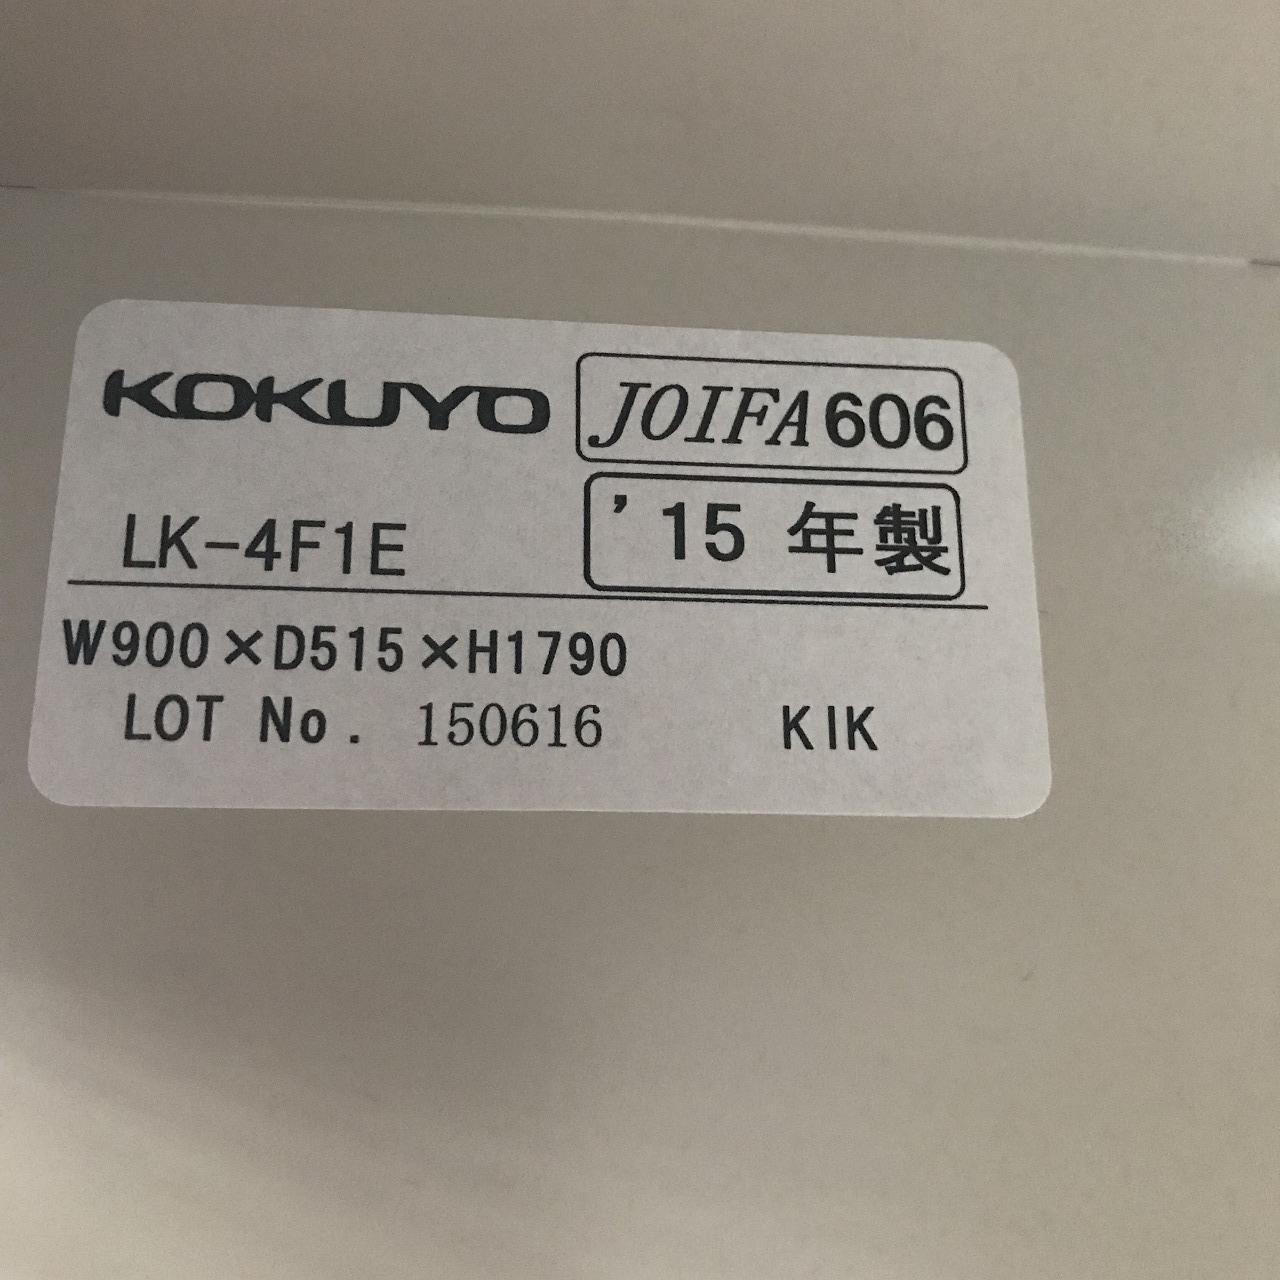 KOKUYO JOIFA606
LK-4F1E ’15 年製
W900×D515×H1790
LOT No. 150616 KIK